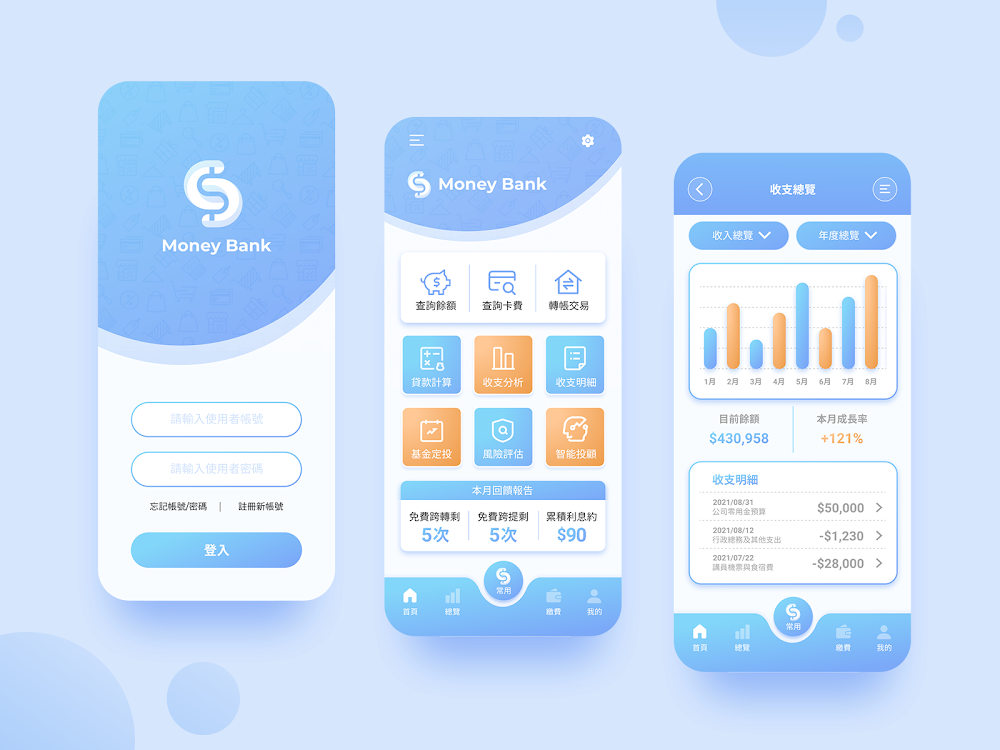 Money Bank
請輸入使用者帳號
請輸入使用者密碼
忘記帳號/密碼 | 註冊新帳號
登入
Money Bank
查詢餘額 查詢卡費 轉帳交易
貸款計算 收支分析 收支明細
基金定投 風險評估 智能投顧
本月回饋報告
免費跨轉剩 免費跨提剩 累積利息約
5次 5次 $90
首頁 總覽 常用 繳費 我的
收支總覽
收入總覽 年度總覽
1月 2月 3月 4月 5月 6月 7月 8月
目前餘額 本月成長率
$430,958 +121%
收支明細
2021/08/31
公司零用金預算 $50,000
2021/08/12
行政總務及其他支出 -$1,230
2021/07/22
講員機票與食宿費 -$28,000
首頁 總覽 常用 繳費 我的